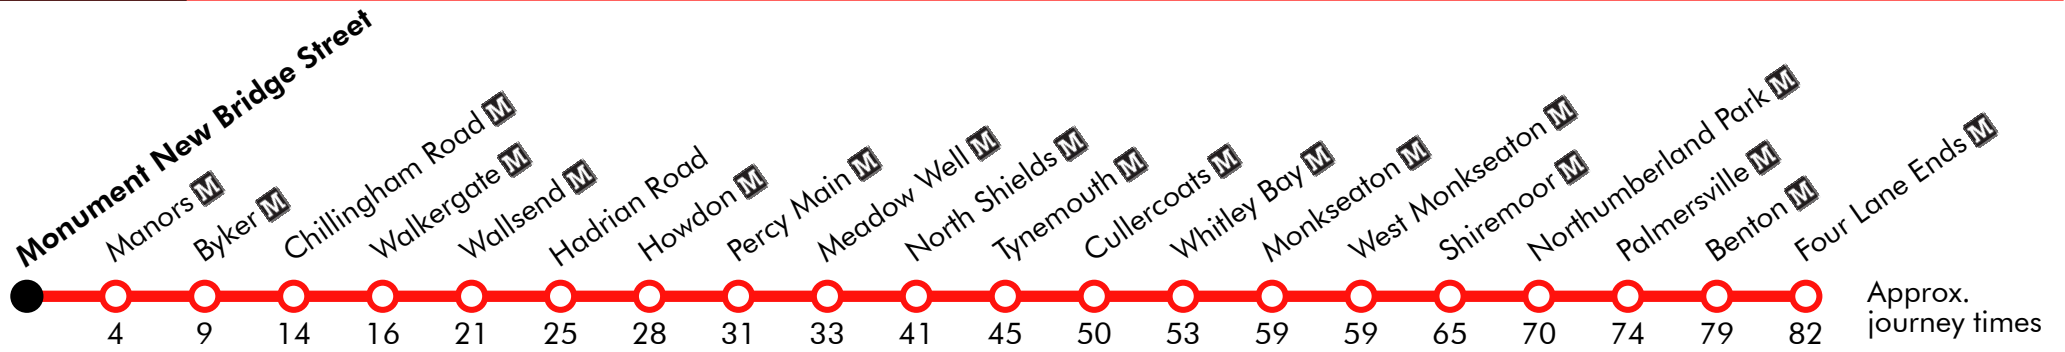 Monument New Bridge Street
Manors M
Byker M
Chillingham Road M
Walkergate M
Wallsend M
Hadrian Road
Howdon M
Percy Main M
Meadow Well M
North Shields M
Tynemouth M
Cullercoats M
Whitley Bay M
Monkseaton M
West Monkseaton M
Shiremoor M
Northumberland Park M
Palmersville M
Benton M
Four Lane Ends M
4 9 14 16 21 25 28 31 33 41 45 50 53 59 59 65 70 74 79 82
Approx.
journey times